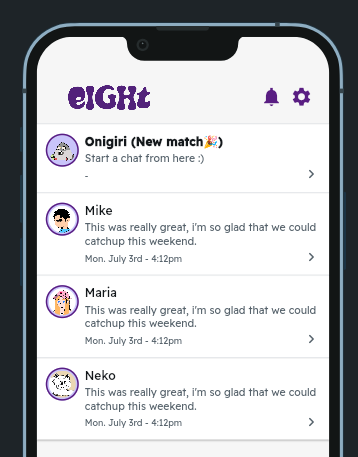 eIGHt
Onigiri (New match🎉)
Start a chat from here :)
-
Mike
This was really great, i'm so glad that we could
catchup this weekend.
Mon. July 3rd - 4:12pm
Maria
This was really great, i'm so glad that we could
catchup this weekend.
Mon. July 3rd - 4:12pm
Neko
This was really great, i'm so glad that we could
catchup this weekend.
Mon. July 3rd - 4:12pm